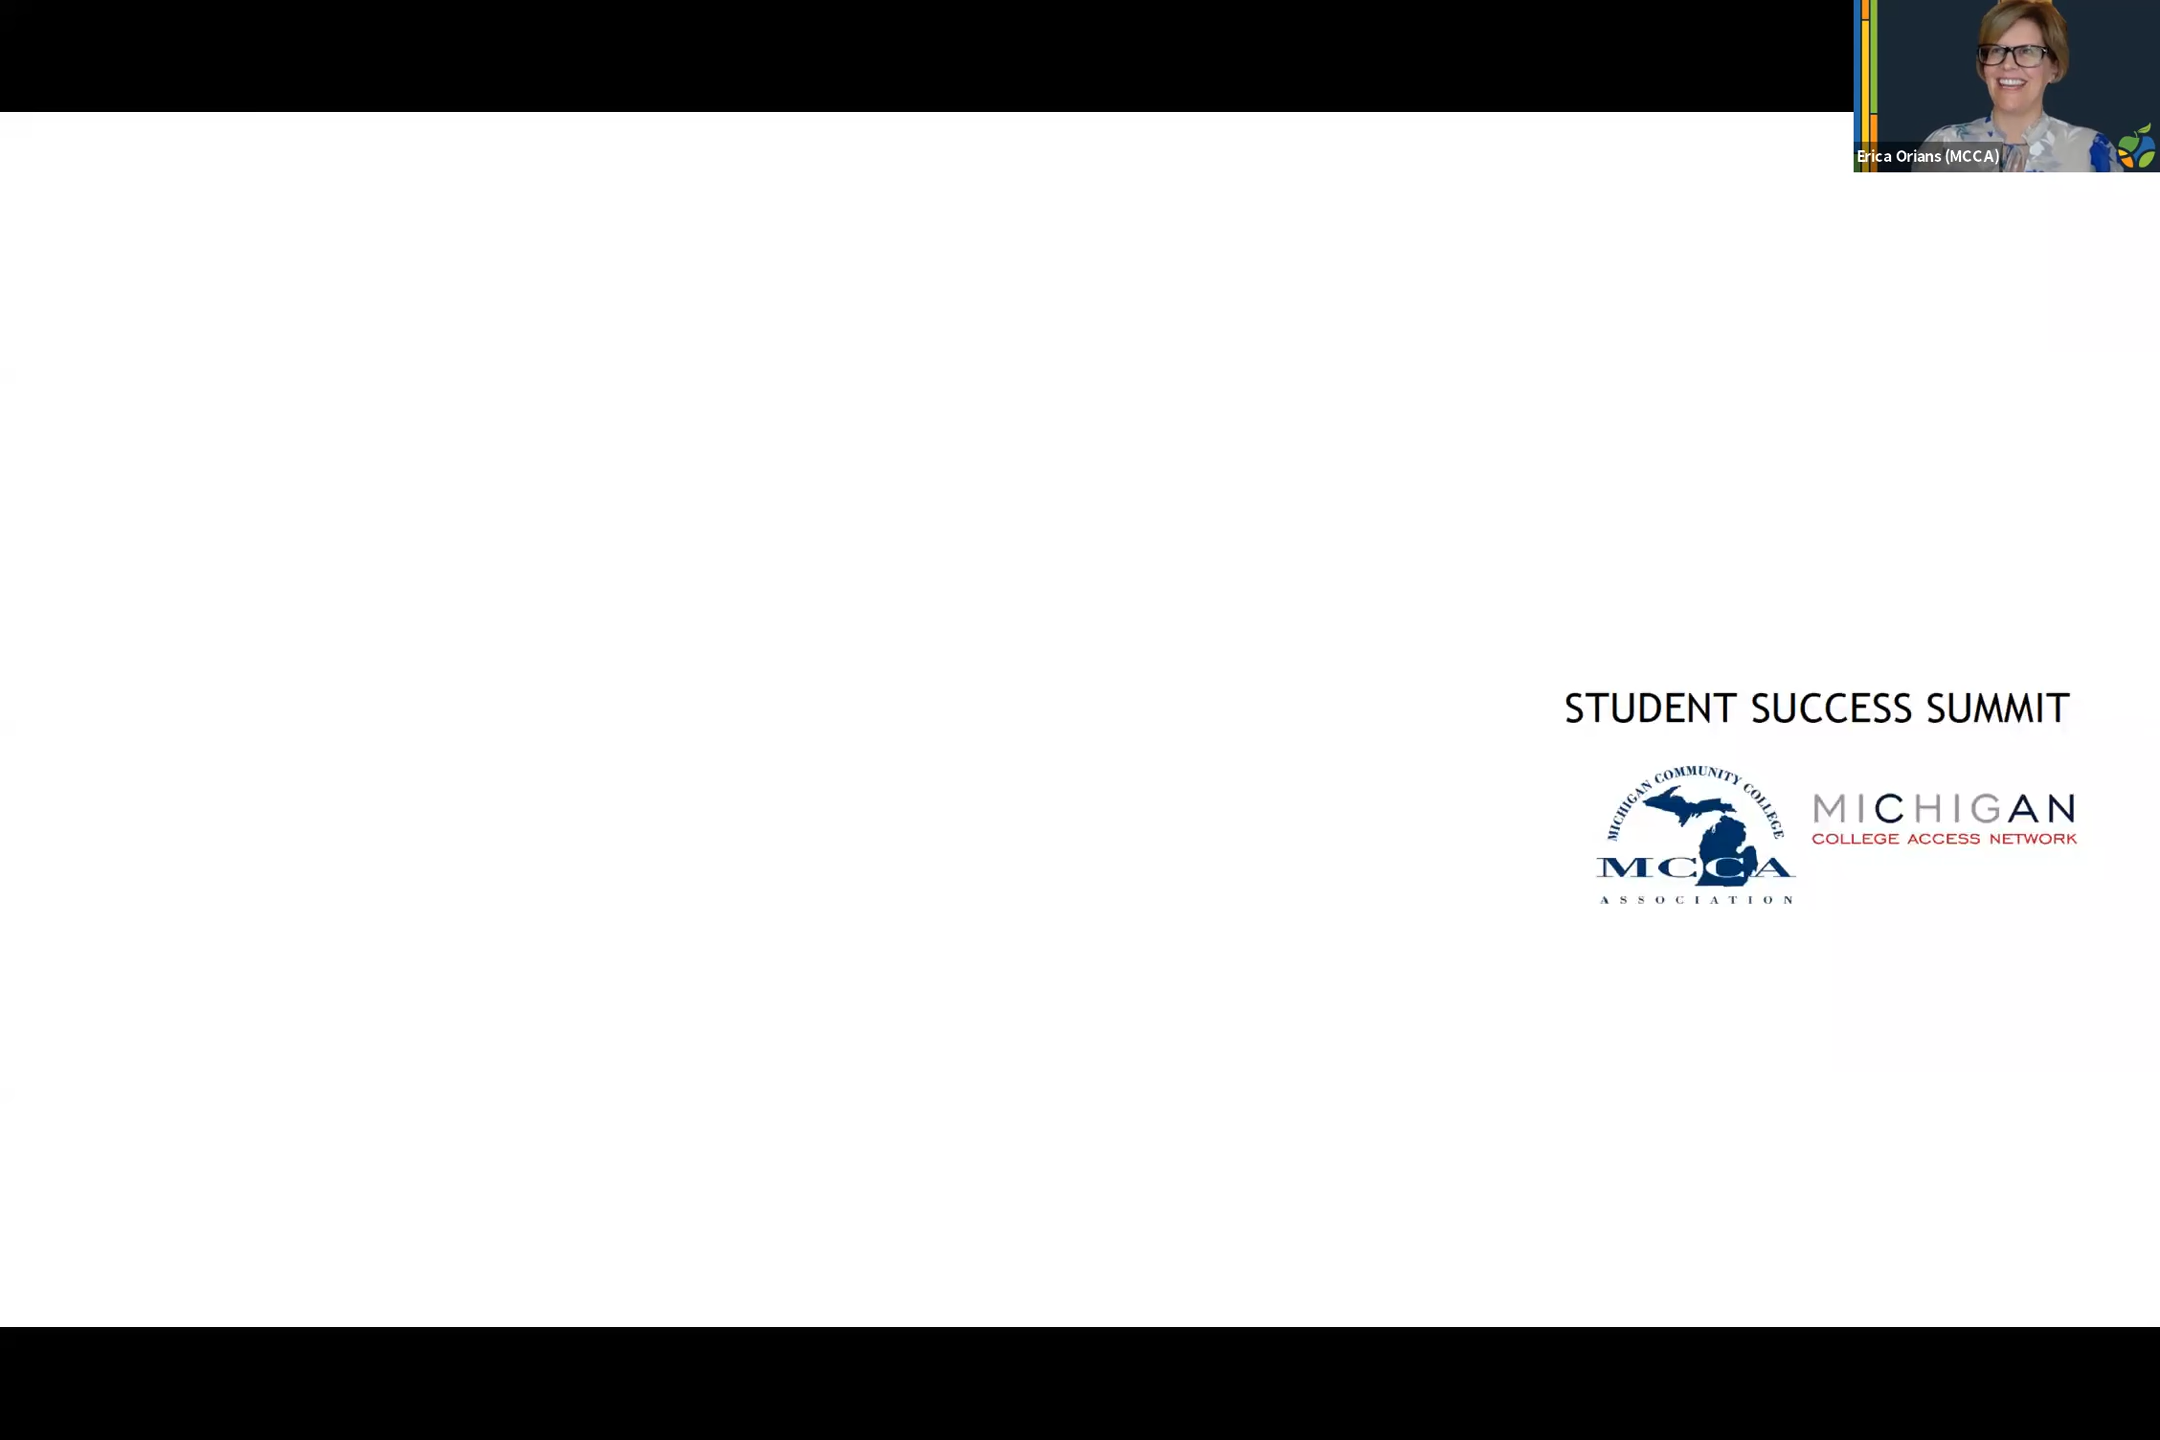 Erica Orians (MCCA)
STUDENT SUCCESS SUMMIT
MICHIGAN COMMUNITY COLLEGE
MCCA
ASSOCIATION
MICHIGAN
COLLEGE ACCESS NETWORK